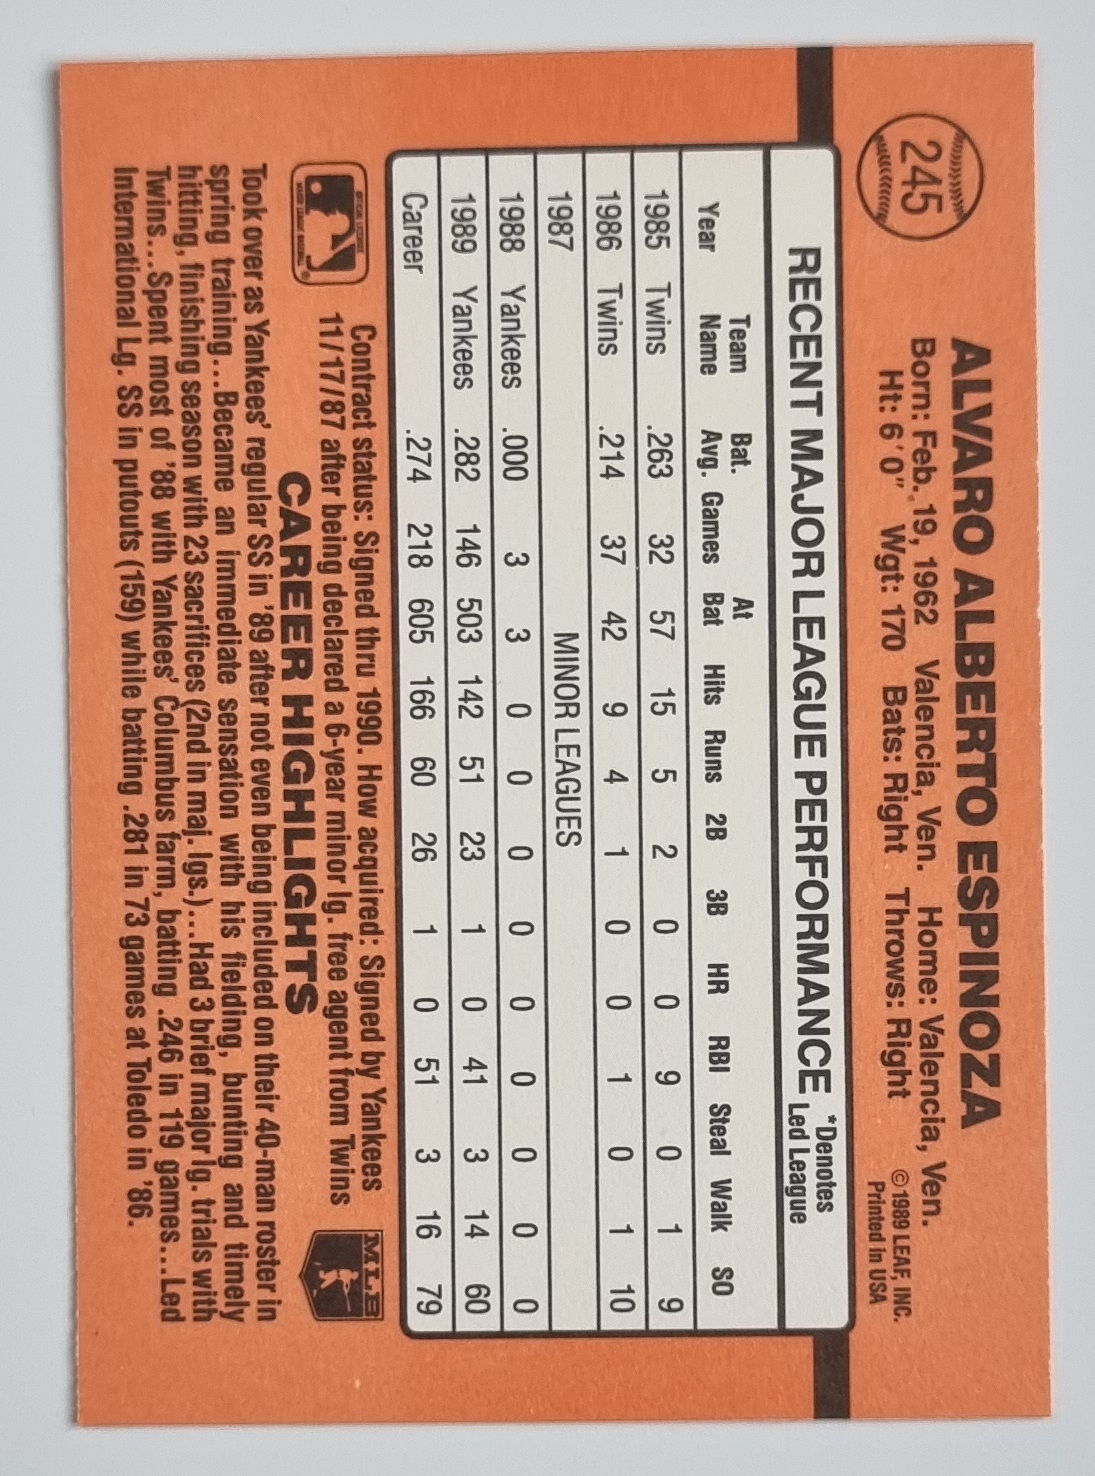 245
ALVARO ALBERTO ESPINOZA
Born: Feb. 19, 1962 Valencia, Ven. Home: Valencia, Ven.
Ht: 6'0" Wgt: 170 Bats: Right Throws: Right
©1989 LEAF, INC.
Printed in USA
RECENT MAJOR LEAGUE PERFORMANCE *Denotes Led League
Year Team Name Bat. Avg. Games At Bat Hits Runs 2B 3B HR RBI Steal Walk SO
1985 Twins .263 32 57 15 5 2 0 0 9 0 1 9
1986 Twins .214 37 42 9 4 1 0 0 1 0 1 10
1987 MINOR LEAGUES
1988 Yankees .000 3 3 0 0 0 0 0 0 0 0 0
1989 Yankees .282 146 503 142 51 23 1 0 41 3 14 60
Career .274 218 605 166 60 26 1 0 51 3 16 79
Contract status: Signed thru 1990. How acquired: Signed by Yankees
11/17/87 after being declared a 6-year minor lg. free agent from Twins
MLB
CAREER HIGHLIGHTS
Took over as Yankees' regular SS in '89 after not even being included on their 40-man roster in
spring training...Became an immediate sensation with his fielding, bunting and timely
hitting, finishing season with 23 sacrifices (2nd in maj. lgs.)....Had 3 brief major lg. trials with
Twins...Spent most of '88 with Yankees' Columbus farm, batting .246 in 119 games...Led
International Lg. SS in putouts (159) while batting .281 in 73 games at Toledo in '86.